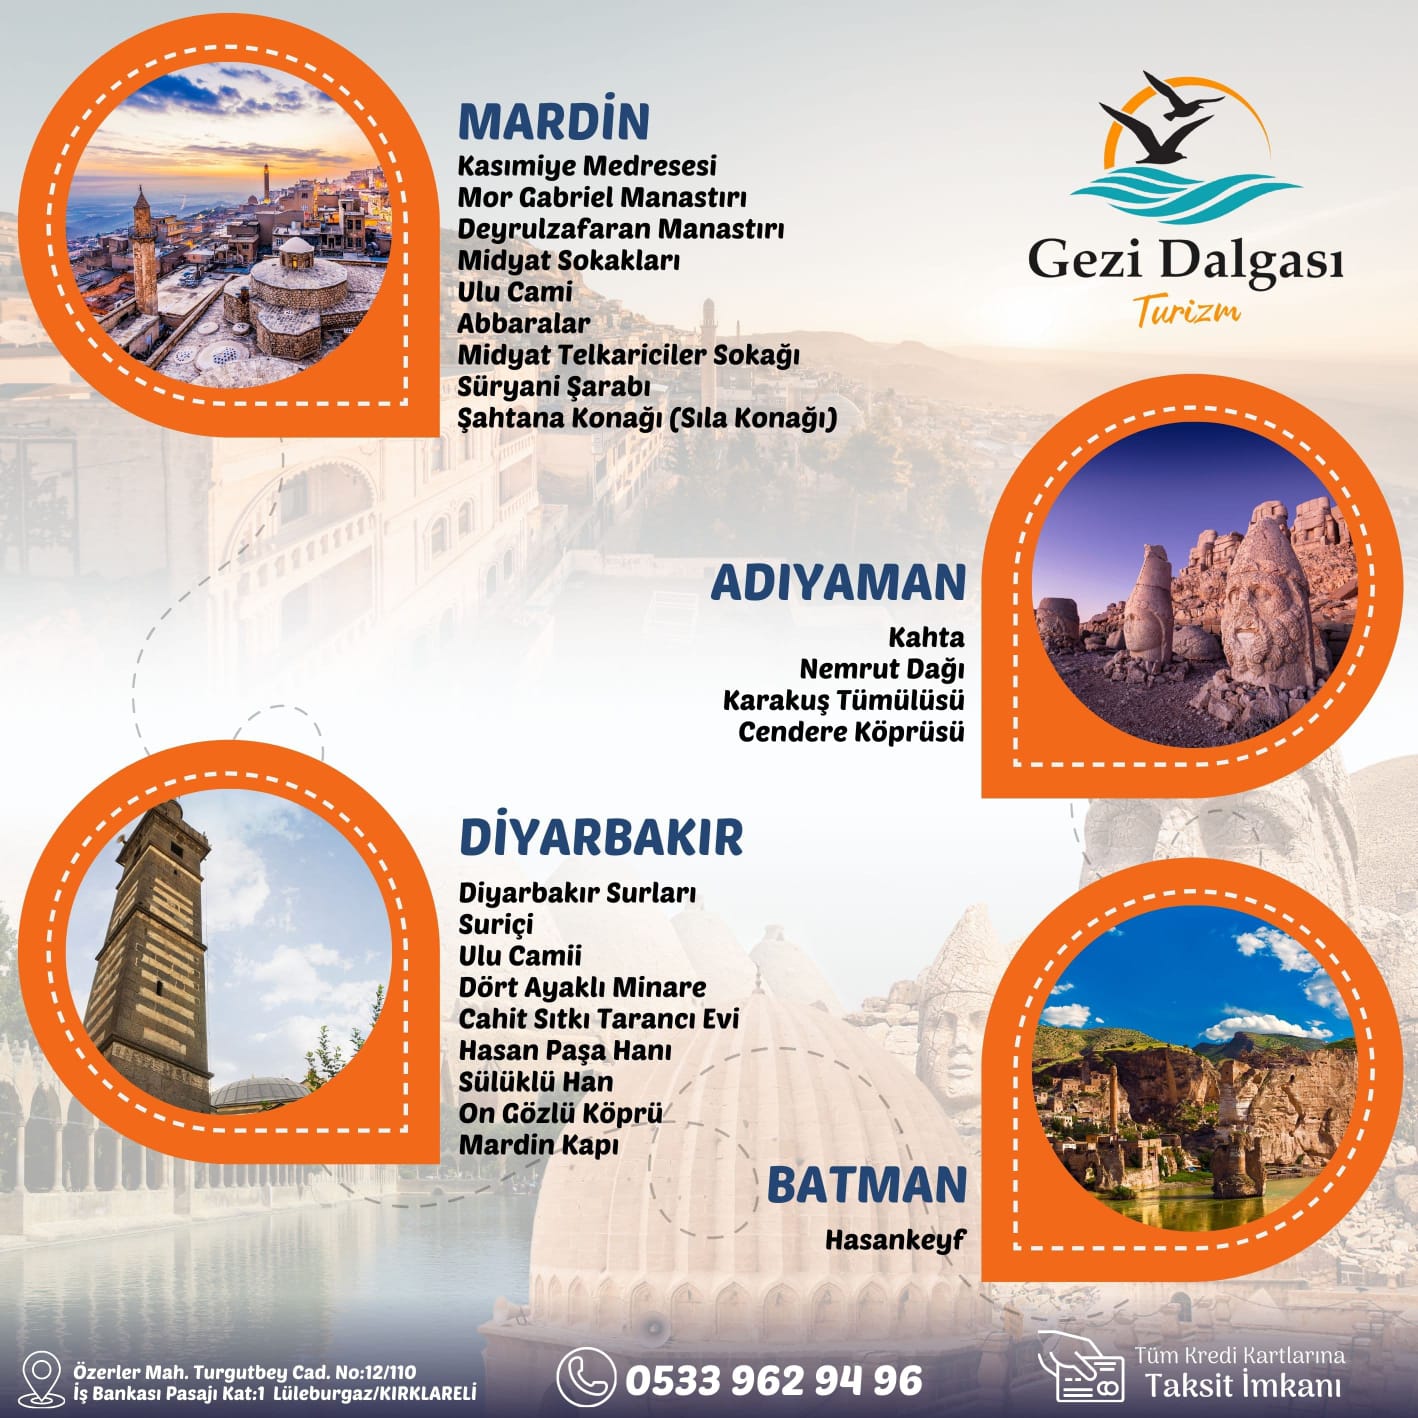 MARDİN
Kasımiye Medresesi
Mor Gabriel Manastırı
Deyrulzafaran Manastırı
Midyat Sokakları
Ulu Cami
Abbaralar
Midyat Telkariciler Sokağı
Süryani Şarabı
Şahtana Konağı (Sıla Konağı)
Gezi Dalgası
Turizm
ADIYAMAN
Kahta
Nemrut Dağı
Karakuş Tümülüsü
Cendere Köprüsü
DİYARBAKIR
Diyarbakır Surları
Suriçi
Ulu Camii
Dört Ayaklı Minare
Cahit Sıtkı Tarancı Evi
Hasan Paşa Hanı
Sülüklü Han
On Gözlü Köprü
Mardin Kapı
BATMAN
Hasankeyf
Özerler Mah. Turgutbey Cad. No:12/110
İş Bankası Pasajı Kat:1 Lüleburgaz/KIRKLARELİ
0533 962 94 96
Tüm Kredi Kartlarına
Taksit İmkanı